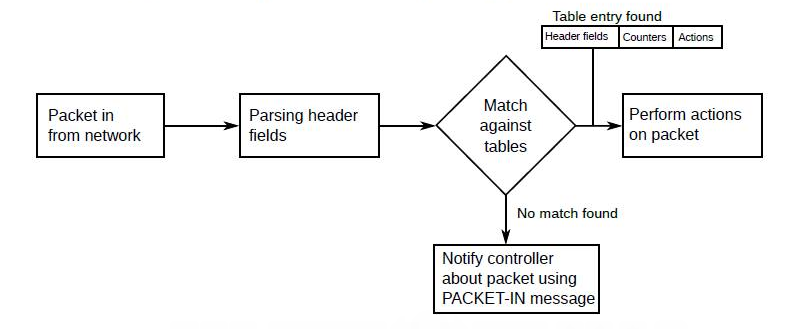 Table entry found
Header fields Counters Actions
Packet in
from network
Parsing header
fields
Match
against
tables
Perform actions
on packet
No match found
Notify controller
about packet using
PACKET-IN message